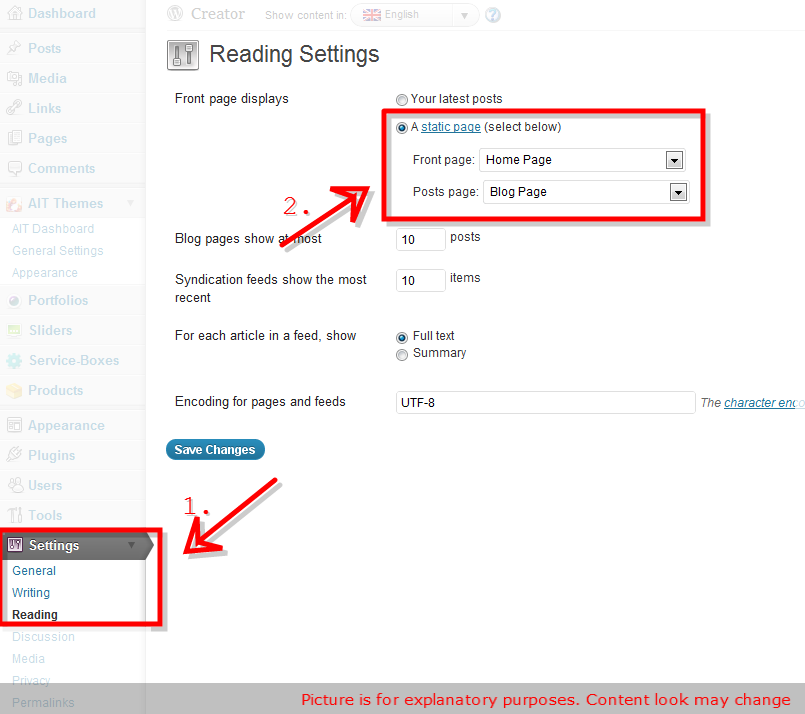 Dashboard
Posts
Media
Links
Pages
Comments
AIT Themes
AIT Dashboard
General Settings
Appearance
Portfolios
Sliders
Service-Boxes
Products
Appearance
Plugins
Users
Tools
Settings
General
Writing
Reading
Discussion
Media
Privacy
Permalinks
Creator
Show content in:
English
?
Reading Settings
Front page displays
Your latest posts
A static page (select below)
Front page: Home Page
Posts page: Blog Page
2.
Blog pages show at most 10 posts
Syndication feeds show the most
recent
10 items
For each article in a feed, show
Full text
Summary
Encoding for pages and feeds
UTF-8
The character enco
Save Changes
1.
Picture is for explanatory purposes. Content look may change